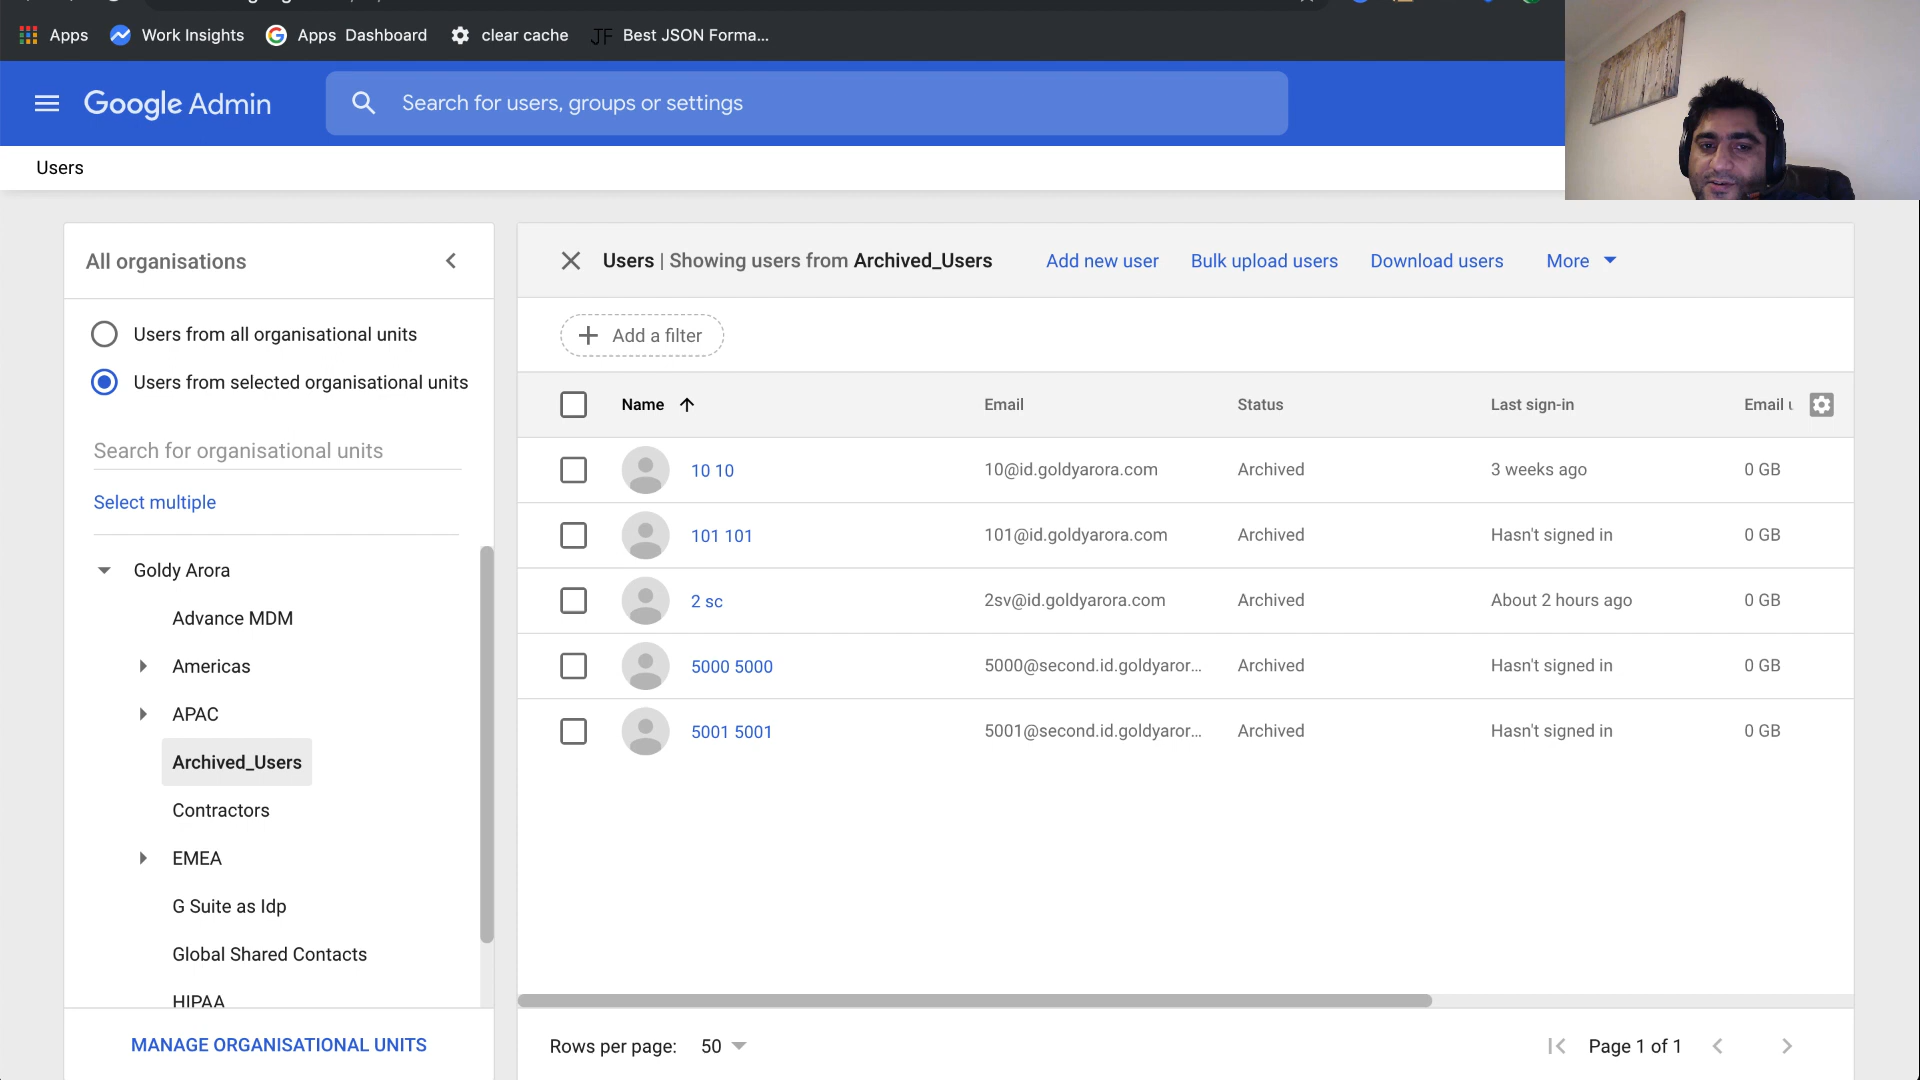 Apps
Work Insights
Apps Dashboard
clear cache
JF Best JSON Forma...
Google Admin
Search for users, groups or settings
Users
All organisations
Users from all organisational units
Users from selected organisational units
Search for organisational units
Select multiple
Goldy Arora
Advance MDM
Americas
APAC
Archived_Users
Contractors
EMEA
G Suite as Idp
Global Shared Contacts
HIPAA
MANAGE ORGANISATIONAL UNITS
Users | Showing users from Archived_Users
Add new user
Bulk upload users
Download users
More
Add a filter
Name Email Status Last sign-in Email u
10 10 10@id.goldyarora.com Archived 3 weeks ago 0 GB
101 101 101@id.goldyarora.com Archived Hasn't signed in 0 GB
2 sc 2sv@id.goldyarora.com Archived About 2 hours ago 0 GB
5000 5000 5000@second.id.goldyaror... Archived Hasn't signed in 0 GB
5001 5001 5001@second.id.goldyaror... Archived Hasn't signed in 0 GB
Rows per page: 50
Page 1 of 1